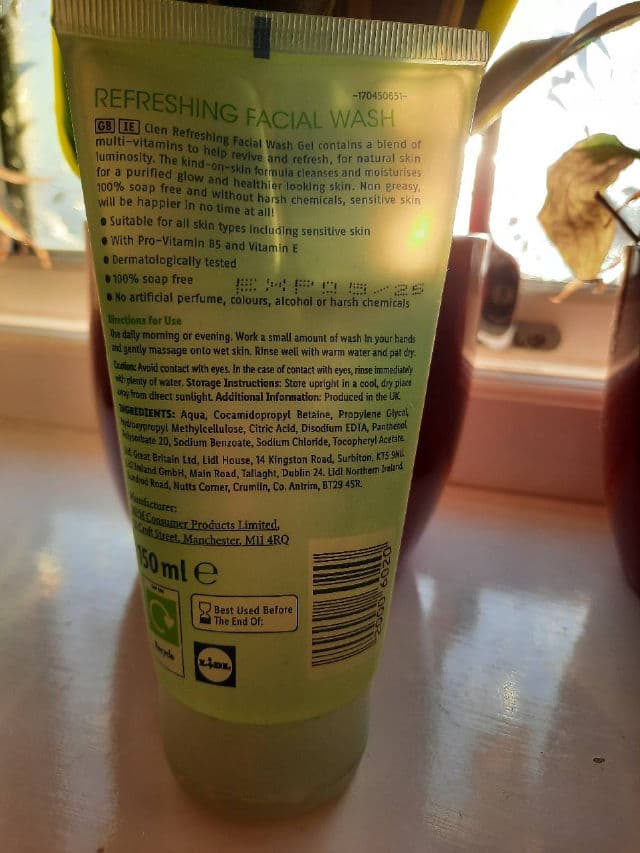 -170450651-
REFRESHING FACIAL WASH
GB IE Cien Refreshing Facial Wash Gel contains a blend of
multi-vitamins to help revive and refresh, for natural skin
luminosity. The kind-on-skin formula cleanses and moisturises
for a purified glow and healthier looking skin. Non greasy,
100% soap free and without harsh chemicals, sensitive skin
will be happier in no time at all!
• Suitable for all skin types including sensitive skin
• With Pro-Vitamin B5 and Vitamin E
• Dermatologically tested
• 100% soap free
EXP05/26
• No artificial perfume, colours, alcohol or harsh chemicals
Directions for Use
Use daily morning or evening. Work a small amount of wash in your hands
and gently massage onto wet skin. Rinse well with warm water and pat dry.
Caution: Avoid contact with eyes. In the case of contact with eyes, rinse immediately
with plenty of water. Storage Instructions: Store upright in a cool, dry place
away from direct sunlight. Additional Information: Produced in the UK.
INGREDIENTS: Aqua, Cocamidopropyl Betaine, Propylene Glycol,
Hydroxypropyl Methylcellulose, Citric Acid, Disodium EDTA, Panthenol,
Polysorbate 20, Sodium Benzoate, Sodium Chloride, Tocopheryl Acetate.
Lidl Great Britain Ltd, Lidl House, 14 Kingston Road, Surbiton, KT5 9NU.
Lidl Ireland GmbH, Main Road, Tallaght, Dublin 24. Lidl Northern Ireland,
Road, Nutts Corner, Crumlin, Co. Antrim, BT29 4SR.
Manufacturer:
Consumer Products Limited,
Croft Street, Manchester, M11 4RQ
150 ml e
Best Used Before
The End Of:
Recycle
LIDL
2000 6020